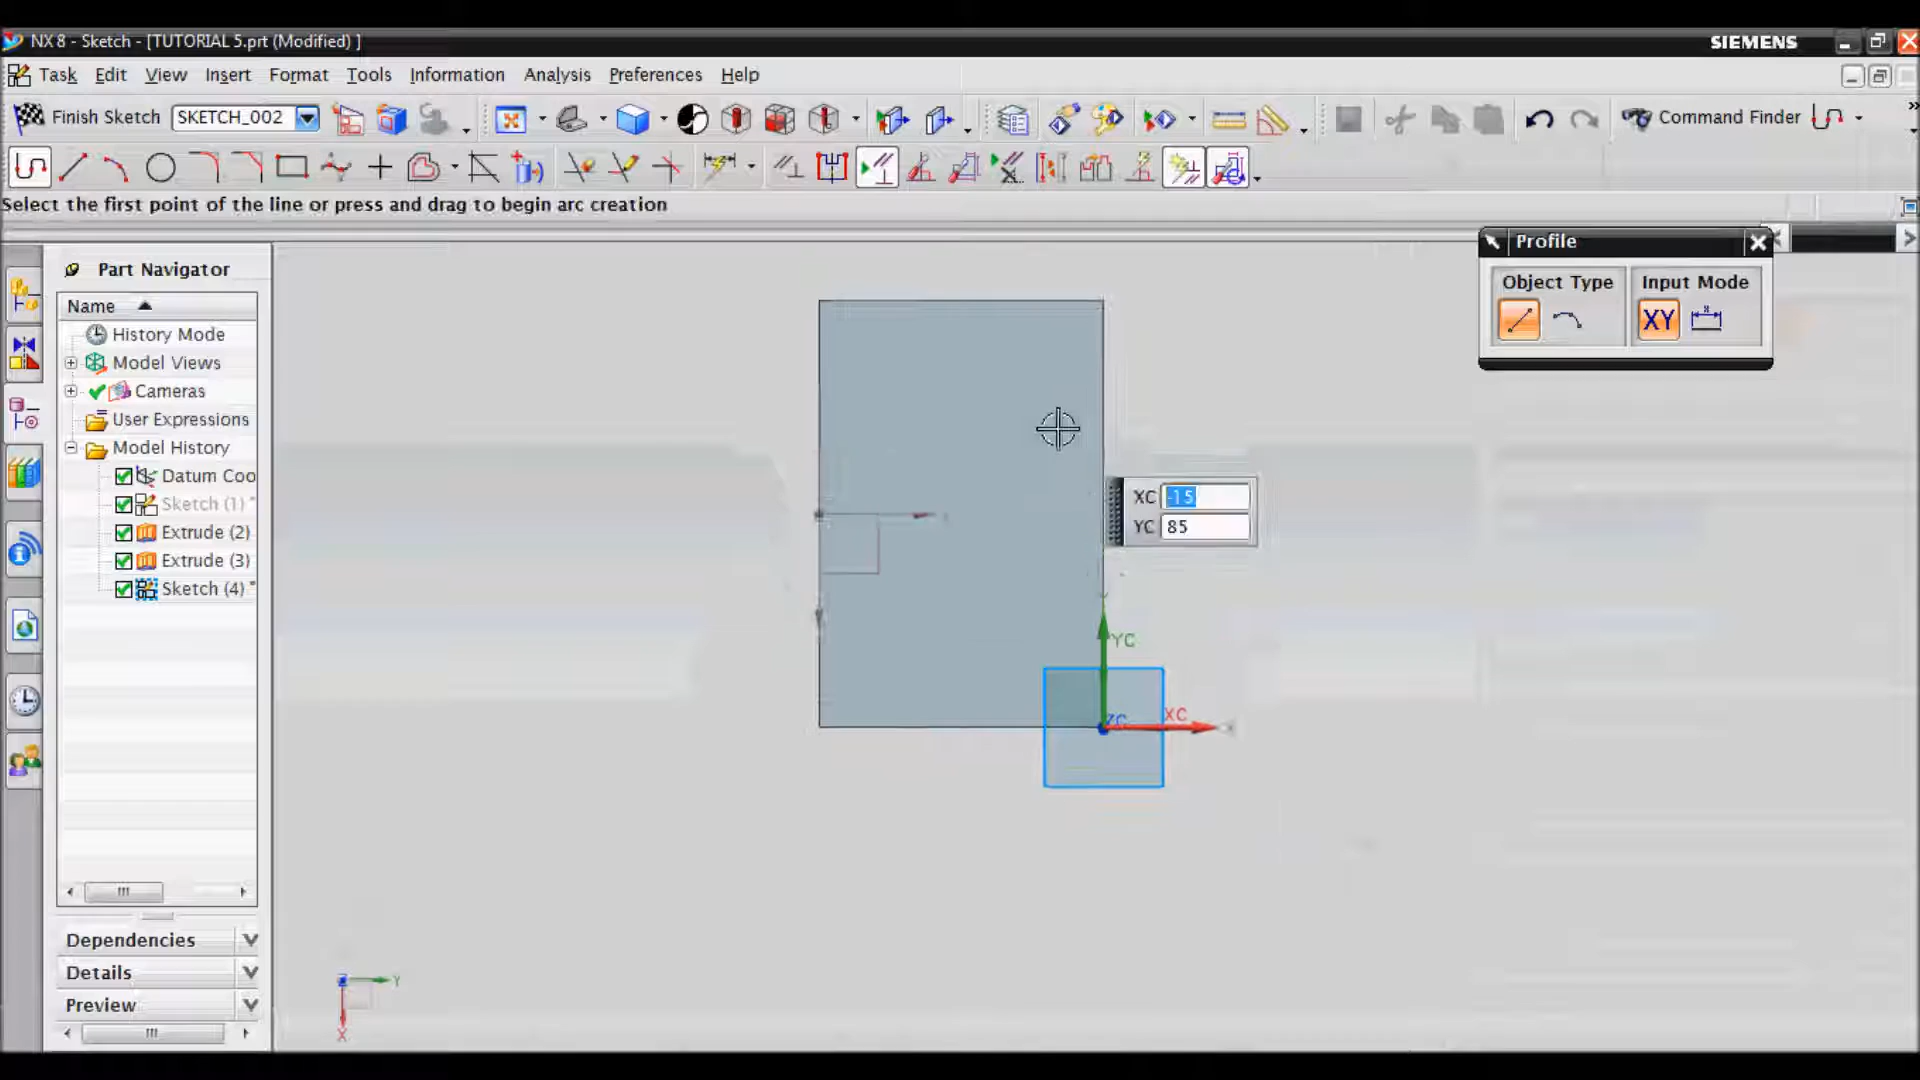 NX 8 - Sketch - [TUTORIAL 5.prt (Modified) ]
SIEMENS
Task Edit View Insert Format Tools Information Analysis Preferences Help
Finish Sketch SKETCH_002 Command Finder
Select the first point of the line or press and drag to begin arc creation
Profile
Object Type Input Mode
XY
Part Navigator
Name
History Mode
Model Views
Cameras
User Expressions
Model History
Datum Coo
Sketch (1) "
Extrude (2)
Extrude (3)
Sketch (4) "
Dependencies
Details
Preview
XC -15
YC 85
YC
XC
ZC
Y
X